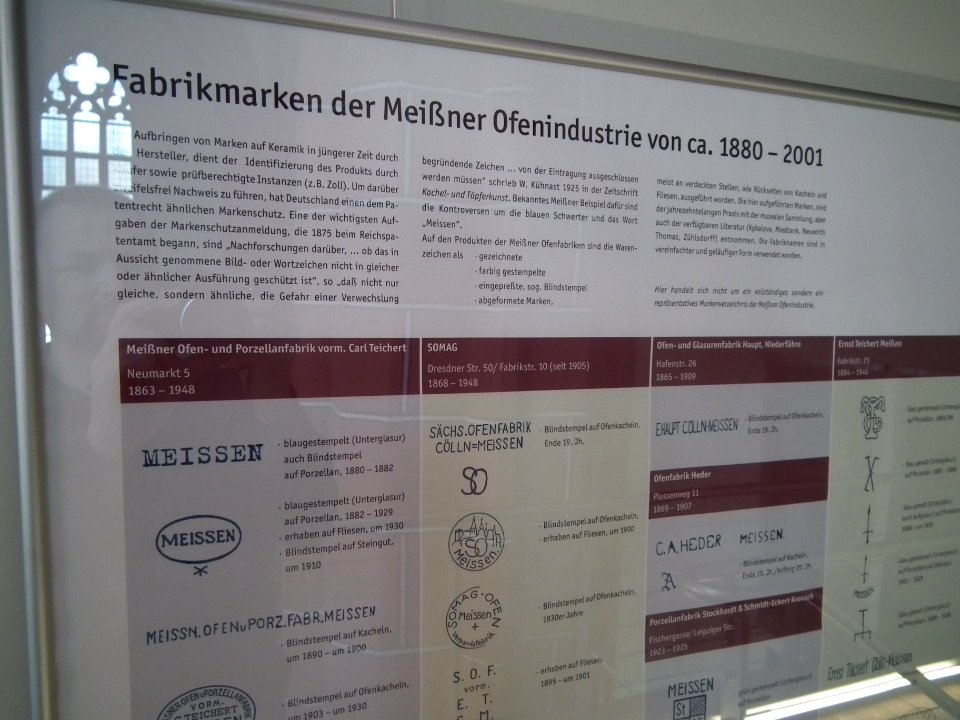 Fabrikmarken der Meißner Ofenindustrie von ca. 1880 – 2001
Aufbringen von Marken auf Keramik in jüngerer Zeit durch
Hersteller, dient der Identifizierung des Produkts durch
sowie prüfberechtigte Instanzen (z.B. Zoll). Um darüber
zweifelsfrei Nachweis zu führen, hat Deutschland einen dem Pa-
tentrecht ähnlichen Markenschutz. Eine der wichtigsten Auf-
gaben der Markenschutzanmeldung, die 1875 beim Reichspa-
tentamt begann, sind „Nachforschungen darüber, ... ob das in
Aussicht genommene Bild- oder Wortzeichen nicht in gleicher
oder ähnlicher Ausführung geschützt ist“, so „daß nicht nur
gleiche, sondern ähnliche, die Gefahr einer Verwechslung
begründende Zeichen ... von der Eintragung ausgeschlossen
werden müssen“ schrieb W. Kühnast 1925 in der Zeitschrift
Kachel- und Töpferkunst. Bekanntes Meißner Beispiel dafür sind
die Kontroversen um die blauen Schwerter und das Wort
„Meissen“.
Auf den Produkten der Meißner Ofenfabriken sind die Waren-
zeichen als · gezeichnete
· farbig gestempelte
· eingepreßte, sog. Blindstempel
· abgeformete Marken,
meist an verdeckten Stellen, wie Rückseiten von Kacheln und
Fliesen, ausgeführt worden. Die hier aufgeführten Marken, sind
der jahrezehntelangen Praxis mit der musealen Sammlung, aber
auch der verfügbaren Literatur (Kybalova, Miedtank, Neuwirth
Thomas, Zühlsdorff) entnommen. Die Fabriknamen sind in
vereinfachter und geläufiger Form verwendet worden.
Hier handelt sich nicht um ein vollständiges sondern ein
repräsentatives Markenverzeichnis der Meißner Ofenindustrie.
Meißner Ofen- und Porzellanfabrik vorm. Carl Teichert
Neumarkt 5
1863 – 1948
MEISSEN
· blaugestempelt (Unterglasur)
auch Blindstempel
auf Porzellan, 1880 – 1882
MEISSEN
· blaugestempelt (Unterglasur)
auf Porzellan, 1882 – 1929
· erhaben auf Fliesen, um 1930
· Blindstempel auf Steingut,
um 1910
MEISSN.OFENUPORZ.FABR.MEISSEN
· Blindstempel auf Kacheln,
um 1890 – um 1900
OFEN U PORZELLANFABRIK
VORM.
C.TEICHERT
· Blindstempel auf Ofenkacheln,
um 1903 – um 1930
SOMAG
Dresdner Str. 50/ Fabrikstr. 10 (seit 1905)
1868 – 1948
SÄCHS.OFENFABRIK
CÖLLN=MEISSEN
· Blindstempel auf Ofenkacheln,
Ende 19. Jh.
SO
SO
MEISSEN
· Blindstempel auf Ofenkacheln,
· erhaben auf Fliesen, um 1900
SOMAG-OFEN
Meissen
Verbandsfabrik
· Blindstempel auf Ofenkacheln,
1930er Jahre
S. O. F.
vorm.
E. T.
C. M.
· erhaben auf Fliesen,
1895 – um 1901
Ofen- und Glasurenfabrik Haupt, Niederfähre
Hafenstr. 26
1865 – 1909
EHAUPT CÖLLN-MEISSEN
· Blindstempel auf Ofenkacheln,
Ende 19. Jh.
Ofenfabrik Heder
Plossenweg 11
1869 – 1907
C.A.HEDER MEISSEN.
· Blindstempel auf Kacheln,
Ende 19. Jh./Anfang 20. Jh.
Porzellanfabrik Stockhardt & Schmidt-Eckert Kronach
Fischergasse/ Leipziger Str.
1923 – 1925
MEISSEN
St
Ernst Teichert Meißen
Fabrikstr. 25
1884 – 1946
MEISSEN
Ernst Teichert Cölln-Meissen